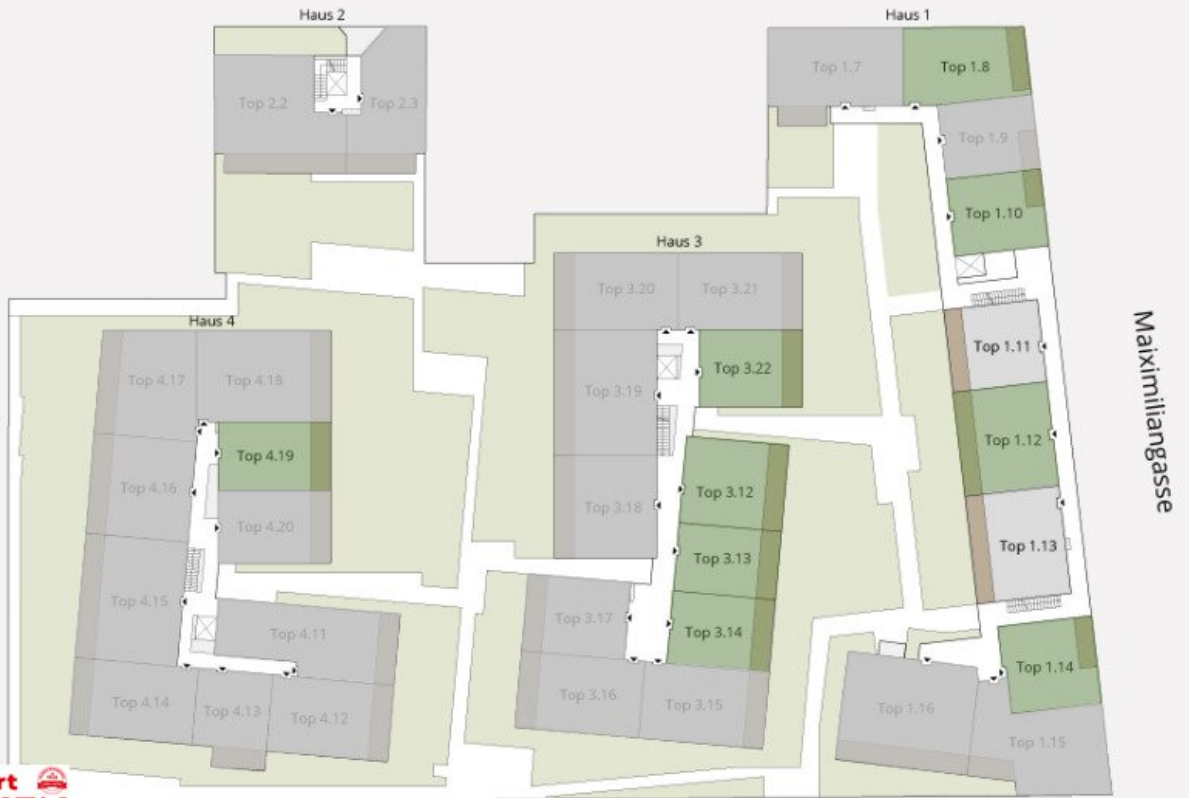 Haus 2
Haus 1
Top 1.7
Top 1.8
Top 2.2
Top 2.3
Top 1.9
Top 1.10
Haus 3
Top 3.20
Top 3.21
Haus 4
Top 1.11
Maiximiliangasse
Top 4.17
Top 4.18
Top 3.22
Top 3.19
Top 1.12
Top 4.19
Top 4.16
Top 3.12
Top 3.18
Top 4.20
Top 1.13
Top 3.13
Top 4.15
Top 3.17
Top 4.11
Top 3.14
Top 1.14
Top 4.14
Top 4.13
Top 4.12
Top 3.16
Top 3.15
Top 1.16
Top 1.15
rt